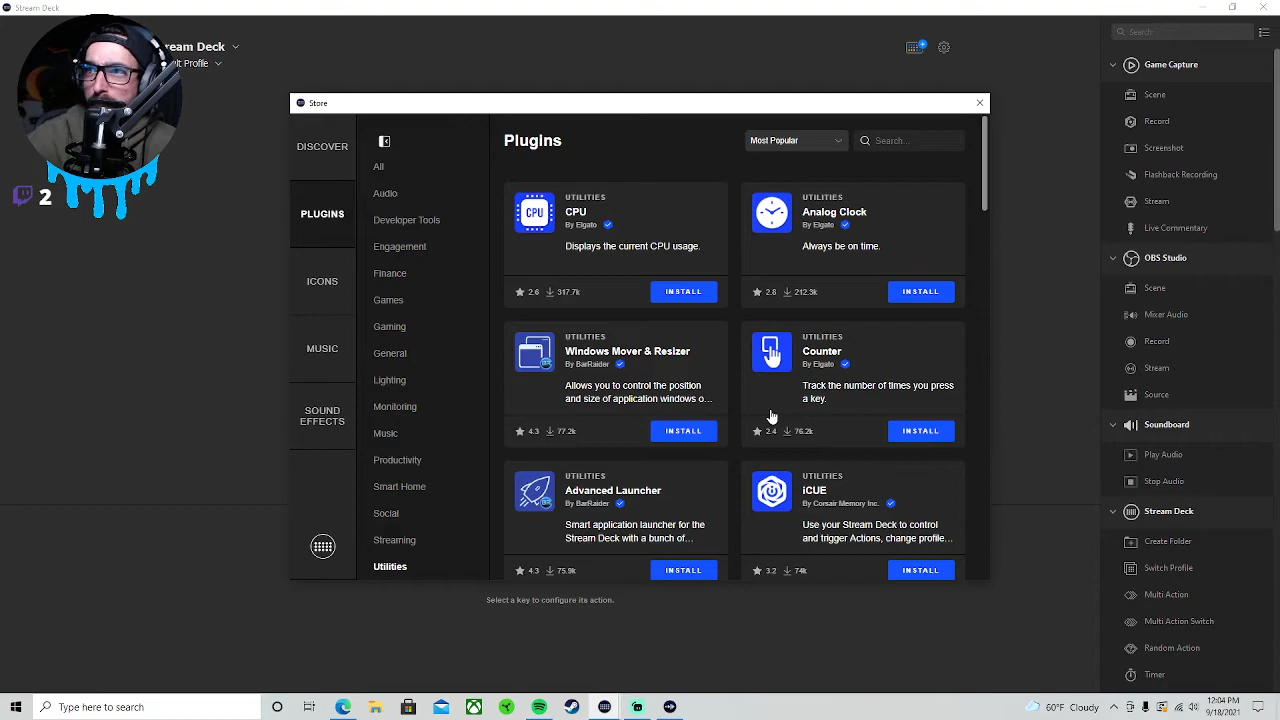 Stream Deck
ream Deck
ult Profile
2
Search
Game Capture
Scene
Record
Screenshot
Flashback Recording
Stream
Live Commentary
OBS Studio
Scene
Mixer Audio
Record
Stream
Source
Soundboard
Play Audio
Stop Audio
Stream Deck
Create Folder
Switch Profile
Multi Action
Multi Action Switch
Random Action
Timer
Store
DISCOVER
PLUGINS
ICONS
MUSIC
SOUND
EFFECTS
All
Audio
Developer Tools
Engagement
Finance
Games
Gaming
General
Lighting
Monitoring
Music
Productivity
Smart Home
Social
Streaming
Utilities
Plugins
Most Popular
Search...
UTILITIES
CPU
CPU
By Elgato
Displays the current CPU usage.
2.6 317.7k INSTALL
UTILITIES
Analog Clock
By Elgato
Always be on time.
2.8 212.3k INSTALL
UTILITIES
Windows Mover & Resizer
By BarRaider
Allows you to control the position
and size of application windows o...
4.3 77.2k INSTALL
UTILITIES
Counter
By Elgato
Track the number of times you press
a key.
2.4 76.2k INSTALL
UTILITIES
Advanced Launcher
By BarRaider
Smart application launcher for the
Stream Deck with a bunch of...
4.3 75.9k INSTALL
UTILITIES
iCUE
By Corsair Memory Inc.
Use your Stream Deck to control
and trigger Actions, change profile...
3.2 74k INSTALL
Select a key to configure its action.
Type here to search
60°F Cloudy
12:04 PM
9/18/2021